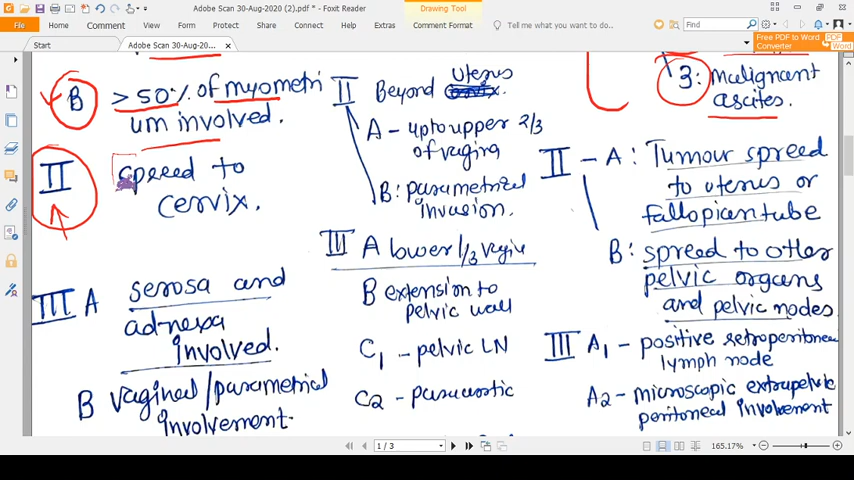 Adobe Scan 30-Aug-2020 (2).pdf * - Foxit Reader
Drawing Tool
File
Home
Comment
View
Form
Protect
Share
Help
Extras
Comment Format
Tell me what you want to do...
Find
Start
Adobe Scan 30-Aug-2020 (2)....
Free PDF to Word
Converter
B >50% of myometri
um involved.
II spreed to
cervix.
III A serosa and
adnexa
involved.
B vaginal/parametrial
involvement.
II Beyond uterus
A - upto upper 2/3
of vagina
B: parametrial
invasion.
III A lower 1/3 vagina
B extension to
pelvic wall
C1 - pelvic LN
C2 - paraaortic
3: malignant
ascites.
II - A: Tumour spread
to uterus or
fallopian tube
B: spread to other
pelvic organs
and pelvic nodes
III A1 - positive retroperitoneal
lymph node
A2 - microscopic extrapelvic
peritoneal involvement
1 / 3
165.17%